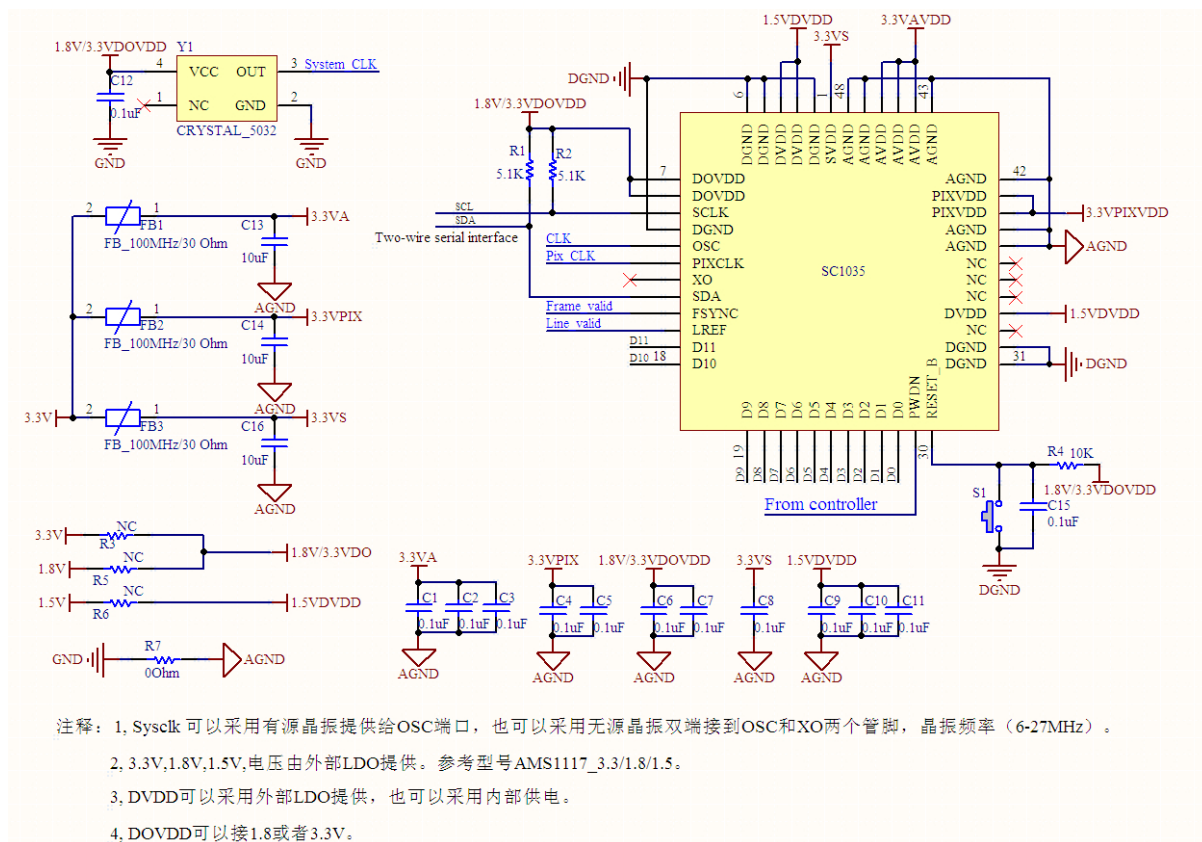 1.8V/3.3VDOVDD
Y1
4
VCC OUT
3
System_CLK
C12
0.1uF
1
NC GND
2
CRYSTAL_5032
GND
GND
2
1
FB1
FB_100MHz/30 Ohm
C13
10uF
3.3VA
AGND
2
1
FB2
FB_100MHz/30 Ohm
C14
10uF
3.3VPIX
AGND
3.3V
2
1
FB3
FB_100MHz/30 Ohm
C16
10uF
3.3VS
AGND
3.3V
NC
R3
1.8V/3.3VDO
1.8V
NC
R5
1.5V
NC
R6
1.5VDVDD
GND
R7
0Ohm
AGND
1.5VDVDD
3.3VS
3.3VAVDD
DGND
6
1
48
43
DGND
DGND
DVDD
DVDD
DGND
SVDD
AGND
AGND
AVDD
AVDD
AVDD
AGND
1.8V/3.3VDOVDD
R1
5.1K
R2
5.1K
SCL
SDA
Two-wire serial interface
CLK
Pix_CLK
Frame_valid
Line_valid
D11
D10
7
18
DOVDD
DOVDD
SCLK
DGND
OSC
PIXCLK
XO
SDA
FSYNC
LREF
D11
D10
SC1035
AGND
PIXVDD
PIXVDD
AGND
AGND
NC
NC
NC
DVDD
NC
DGND
DGND
42
31
3.3VPIXVDD
AGND
1.5VDVDD
DGND
D9
D8
D7
D6
D5
D4
D3
D2
D1
D0
PWDN
RESET_B
19
30
D9
D8
D7
D6
D5
D4
D3
D2
D1
D0
From controller
R4 10K
1.8V/3.3VDOVDD
S1
C15
0.1uF
DGND
3.3VA
C1
C2
C3
0.1uF
0.1uF
0.1uF
AGND
3.3VPIX
C4
C5
0.1uF
0.1uF
AGND
1.8V/3.3VDOVDD
C6
C7
0.1uF
0.1uF
AGND
3.3VS
C8
0.1uF
AGND
1.5VDVDD
C9
C10
C11
0.1uF
0.1uF
0.1uF
AGND
注释：1, Sysclk 可以采用有源晶振提供给OSC端口，也可以采用无源晶振双端接到OSC和XO两个管脚，晶振频率（6-27MHz）。
2, 3.3V,1.8V,1.5V,电压由外部LDO提供。参考型号AMS1117_3.3/1.8/1.5。
3, DVDD可以采用外部LDO提供，也可以采用内部供电。
4, DOVDD可以接1.8或者3.3V。